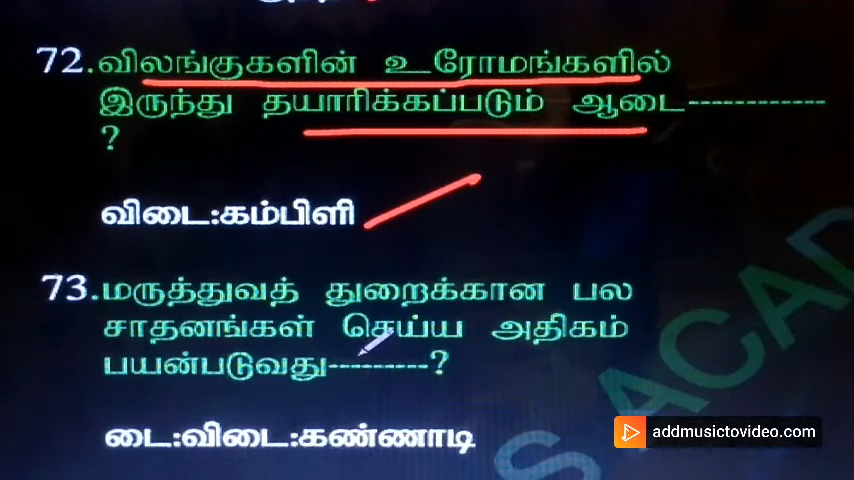 72.விலங்குகளின் உரோமங்களில்
இருந்து தயாரிக்கப்படும் ஆடை------------
?
விடை:கம்பிளி
73.மருத்துவத் துறைக்கான பல
சாதனங்கள் செய்ய அதிகம்
பயன்படுவது---------?
டை:விடை:கண்ணாடி
S ACAD
addmusictovideo.com